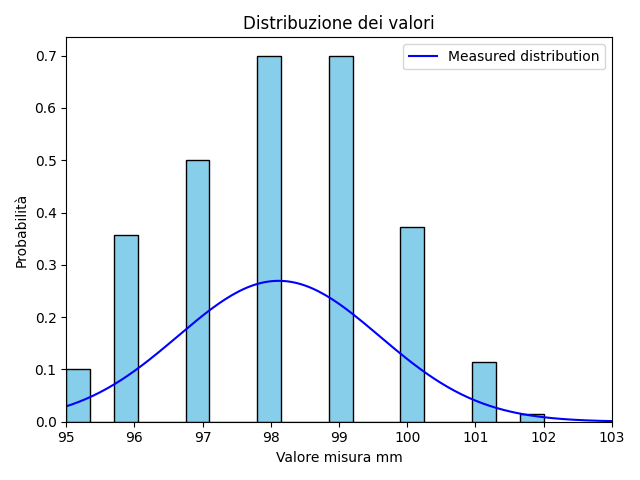 Distribuzione dei valori
Measured distribution
Probabilità
0.7
0.6
0.5
0.4
0.3
0.2
0.1
0.0
95 96 97 98 99 100 101 102 103
Valore misura mm